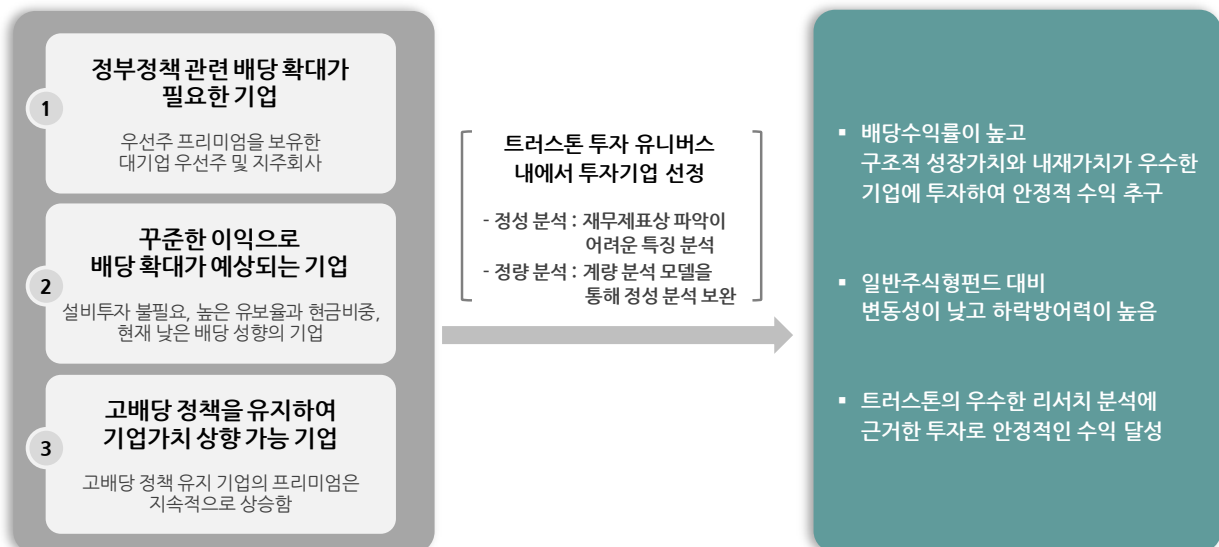 정부정책 관련 배당 확대가
필요한 기업
1
우선주 프리미엄을 보유한
대기업 우선주 및 지주회사
꾸준한 이익으로
배당 확대가 예상되는 기업
2
설비투자 불필요, 높은 유보율과 현금비중,
현재 낮은 배당 성향의 기업
고배당 정책을 유지하여
기업가치 상향 가능 기업
3
고배당 정책 유지 기업의 프리미엄은
지속적으로 상승함
트러스톤 투자 유니버스
내에서 투자기업 선정
- 정성 분석 : 재무제표상 파악이
어려운 특징 분석
- 정량 분석 : 계량 분석 모델을
통해 정성 분석 보완
▪ 배당수익률이 높고
구조적 성장가치와 내재가치가 우수한
기업에 투자하여 안정적 수익 추구
▪ 일반주식형펀드 대비
변동성이 낮고 하락방어력이 높음
▪ 트러스톤의 우수한 리서치 분석에
근거한 투자로 안정적인 수익 달성